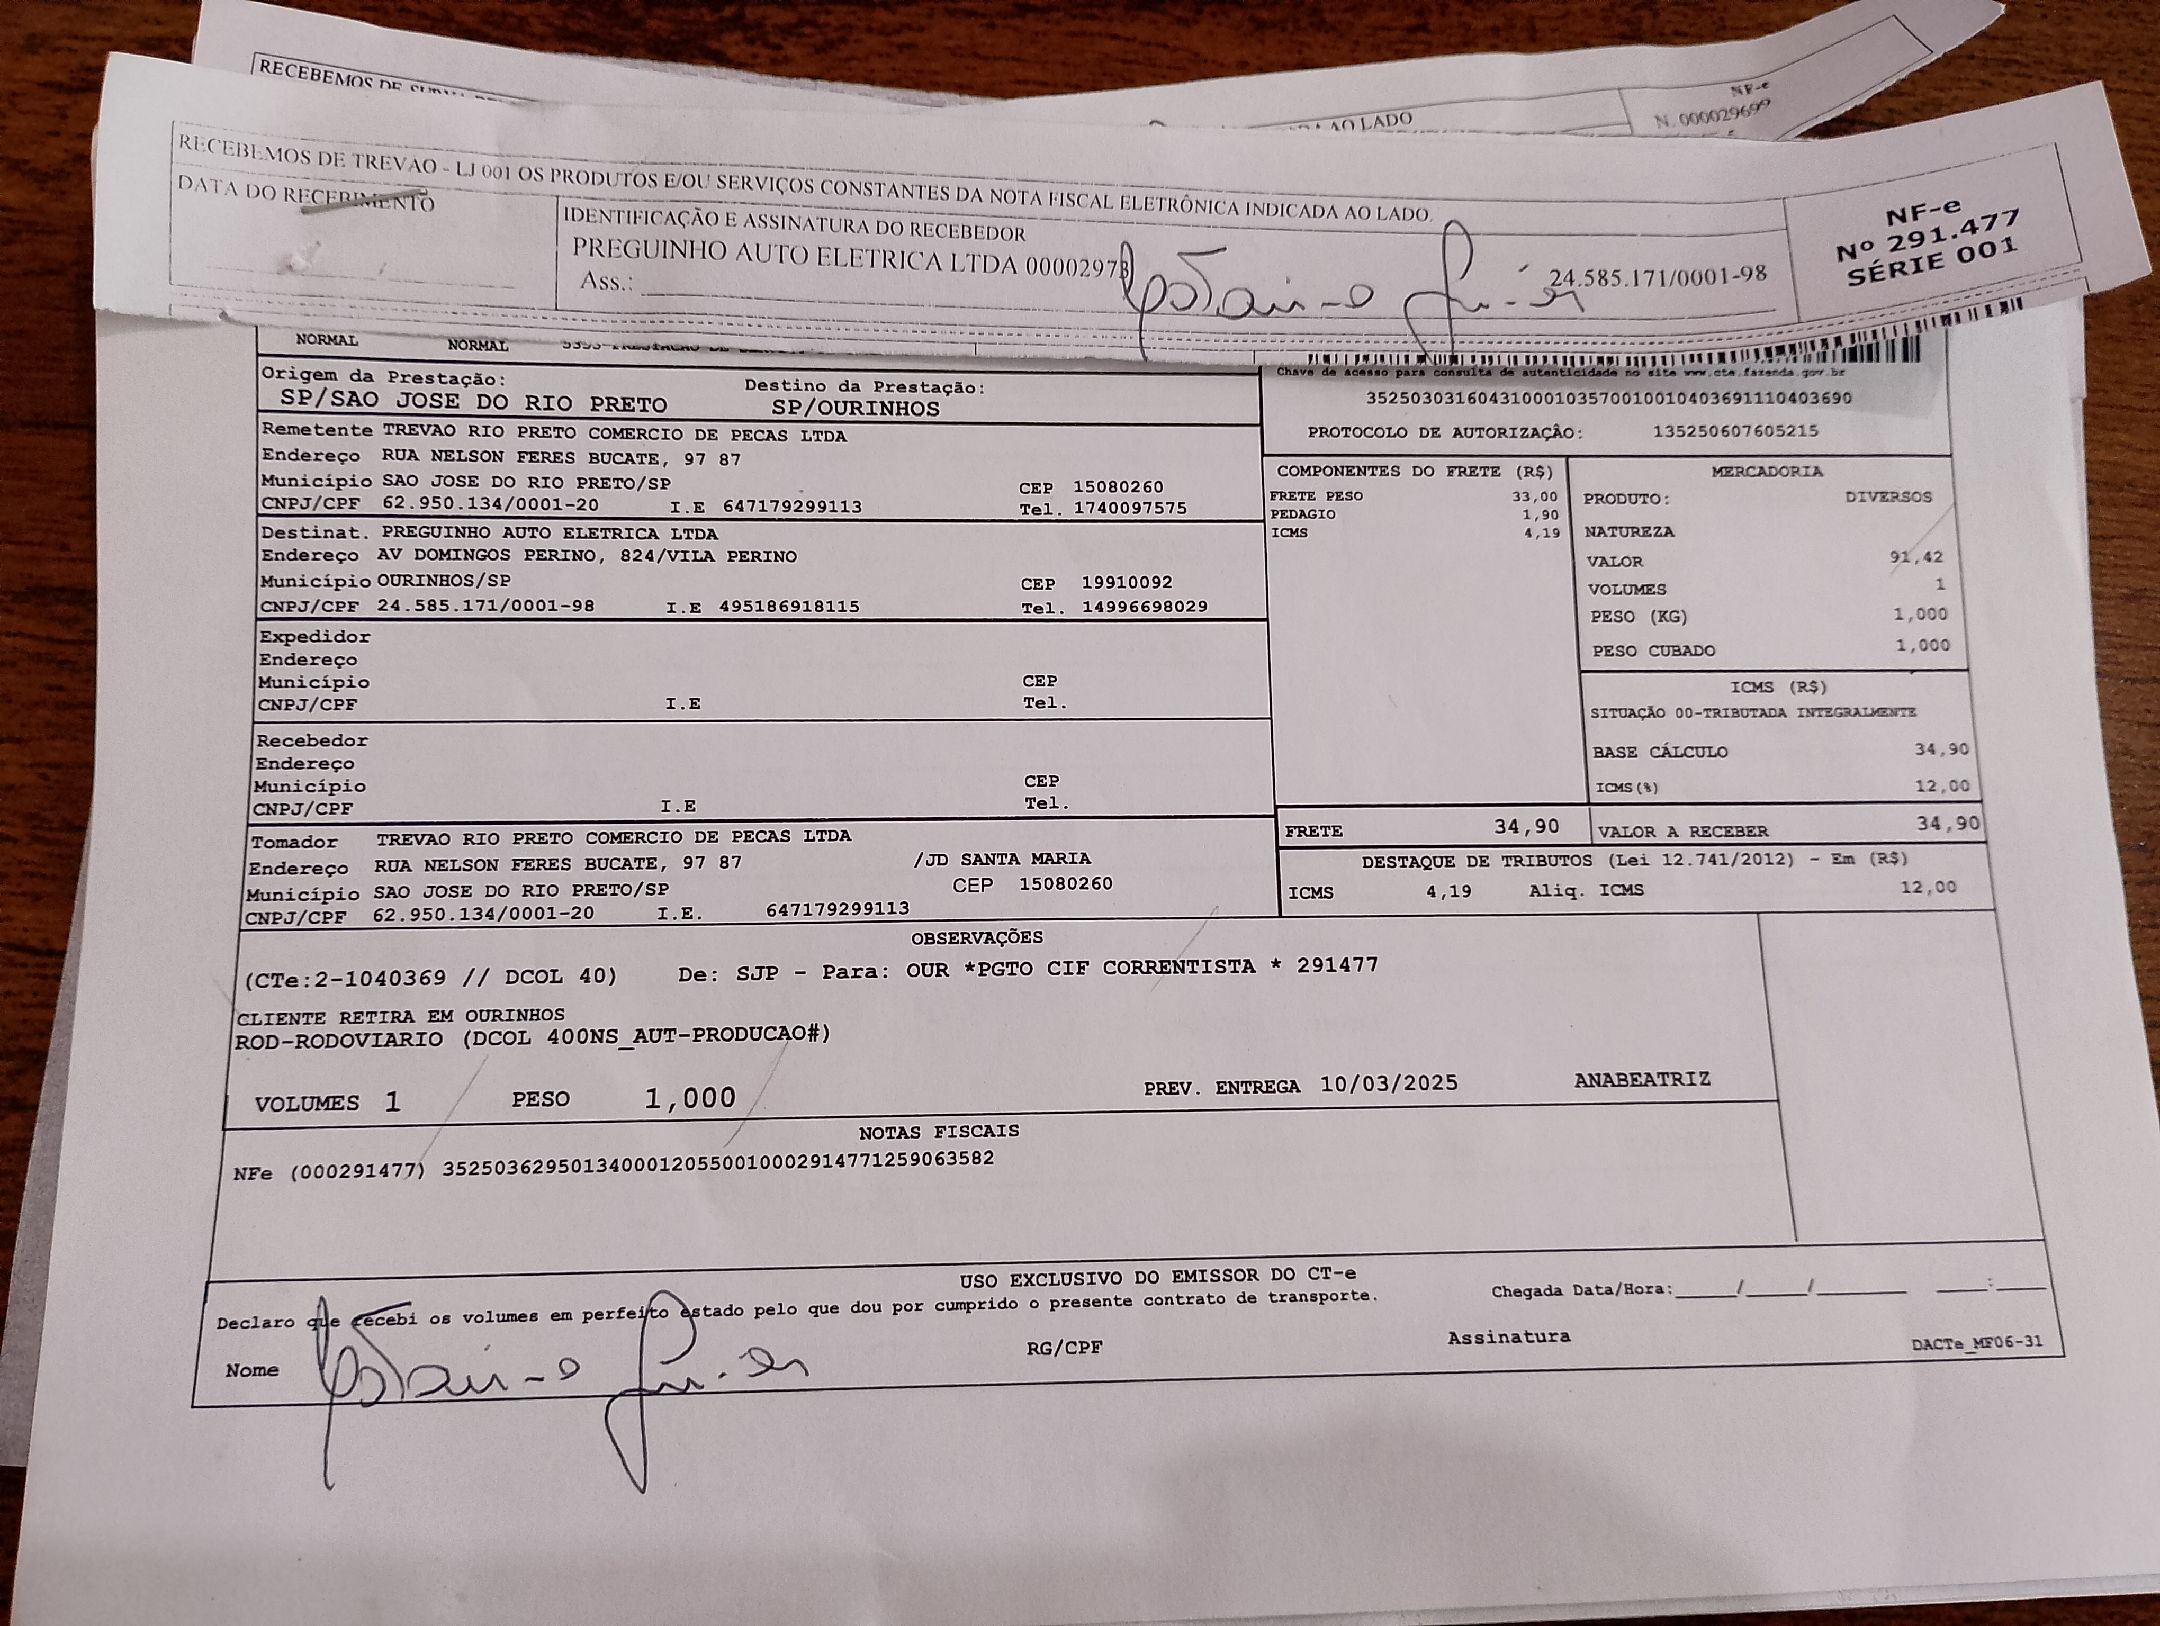 RECEBEMOS DE
AO LADO
NF-e
N. 000029699
RECEBEMOS DE TREVAO - LJ 001 OS PRODUTOS E/OU SERVIÇOS CONSTANTES DA NOTA FISCAL ELETRÔNICA INDICADA AO LADO.
DATA DO RECEBIMENTO
IDENTIFICAÇÃO E ASSINATURA DO RECEBEDOR
PREGUINHO AUTO ELETRICA LTDA 00002973
24.585.171/0001-98
Ass.:
NF-e
Nº 291.477
SÉRIE 001
NORMAL NORMAL
Origem da Prestação: Destino da Prestação:
SP/SAO JOSE DO RIO PRETO SP/OURINHOS
Chave de acesso para consulta de autenticidade no site www.cte.fazenda.gov.br
35250303160431000103570010010403691110403690
PROTOCOLO DE AUTORIZAÇÃO: 135250607605215
Remetente TREVAO RIO PRETO COMERCIO DE PECAS LTDA
Endereço RUA NELSON FERES BUCATE, 97 87
Município SAO JOSE DO RIO PRETO/SP CEP 15080260
CNPJ/CPF 62.950.134/0001-20 I.E 647179299113 Tel. 1740097575
Destinat. PREGUINHO AUTO ELETRICA LTDA
Endereço AV DOMINGOS PERINO, 824/VILA PERINO
Município OURINHOS/SP CEP 19910092
CNPJ/CPF 24.585.171/0001-98 I.E 495186918115 Tel. 14996698029
Expedidor
Endereço
Município CEP
CNPJ/CPF I.E Tel.
Recebedor
Endereço
Município CEP
CNPJ/CPF I.E Tel.
Tomador TREVAO RIO PRETO COMERCIO DE PECAS LTDA
Endereço RUA NELSON FERES BUCATE, 97 87 /JD SANTA MARIA
Município SAO JOSE DO RIO PRETO/SP CEP 15080260
CNPJ/CPF 62.950.134/0001-20 I.E. 647179299113
COMPONENTES DO FRETE (R$)
FRETE PESO 33,00
PEDAGIO 1,90
ICMS 4,19
MERCADORIA
PRODUTO: DIVERSOS
NATUREZA
VALOR 91,42
VOLUMES 1
PESO (KG) 1,000
PESO CUBADO 1,000
ICMS (R$)
SITUAÇÃO 00-TRIBUTADA INTEGRALMENTE
BASE CÁLCULO 34,90
ICMS(%) 12,00
FRETE 34,90 VALOR A RECEBER 34,90
DESTAQUE DE TRIBUTOS (Lei 12.741/2012) - Em (R$)
ICMS 4,19 Aliq. ICMS 12,00
OBSERVAÇÕES
(CTe:2-1040369 // DCOL 40) De: SJP - Para: OUR *PGTO CIF CORRENTISTA * 291477
CLIENTE RETIRA EM OURINHOS
ROD-RODOVIARIO (DCOL 400NS_AUT-PRODUCAO#)
VOLUMES 1 PESO 1,000 PREV. ENTREGA 10/03/2025 ANABEATRIZ
NOTAS FISCAIS
NFe (000291477) 35250362950134000120550010002914771259063582
USO EXCLUSIVO DO EMISSOR DO CT-e
Declaro que recebi os volumes em perfeito estado pelo que dou por cumprido o presente contrato de transporte.
Chegada Data/Hora:____/____/____ ___:___
Nome RG/CPF Assinatura
DACTe_MF06-31